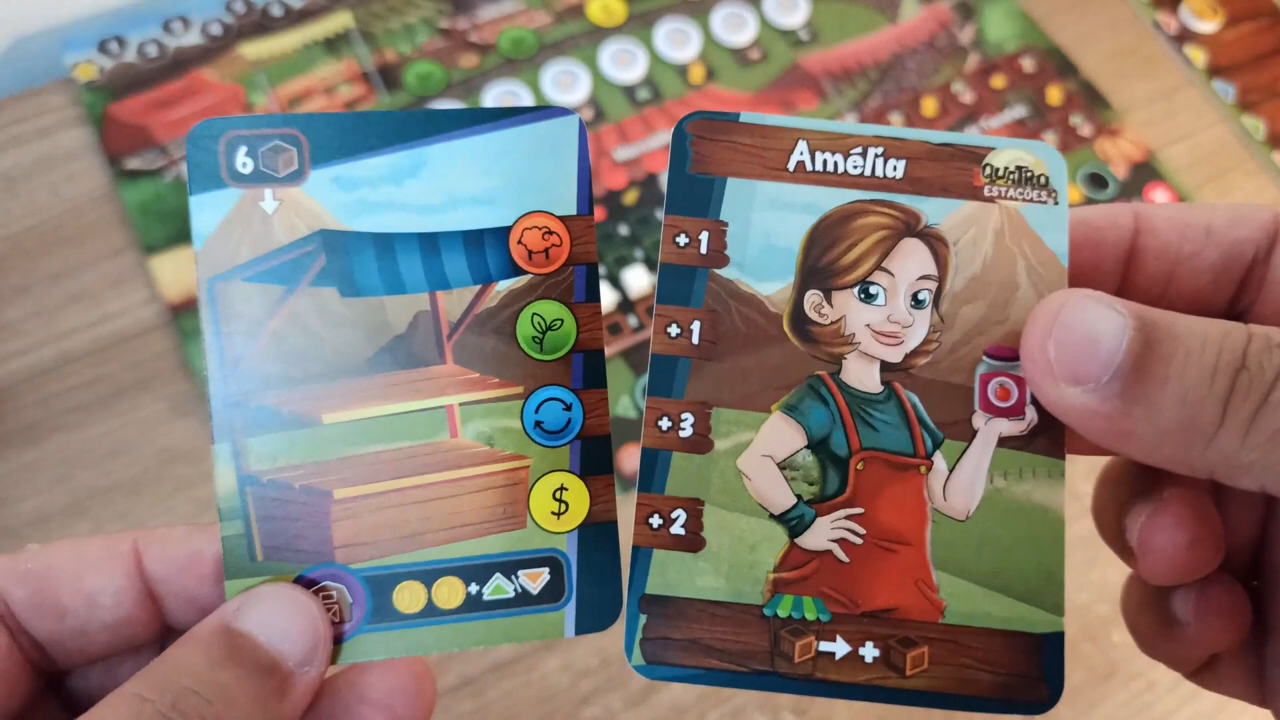 6
$
+
Amélia
QUATRO
ESTAÇÕES
+1
+1
+3
+2
+